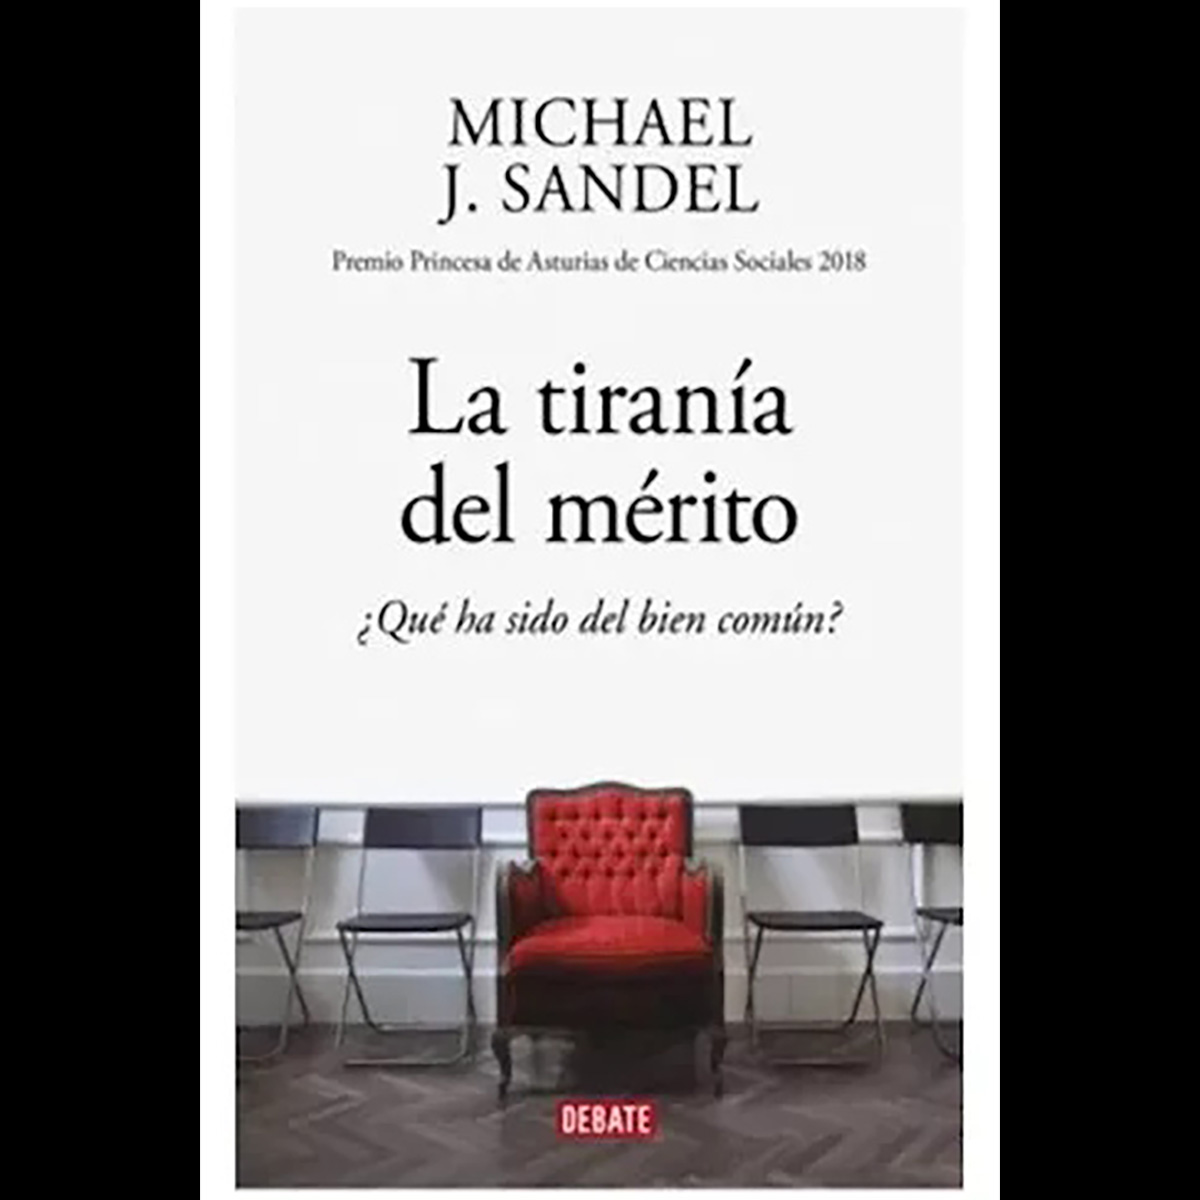 MICHAEL
J. SANDEL
Premio Princesa de Asturias de Ciencias Sociales 2018
La tiranía
del mérito
¿Qué ha sido del bien común?
DEBATE